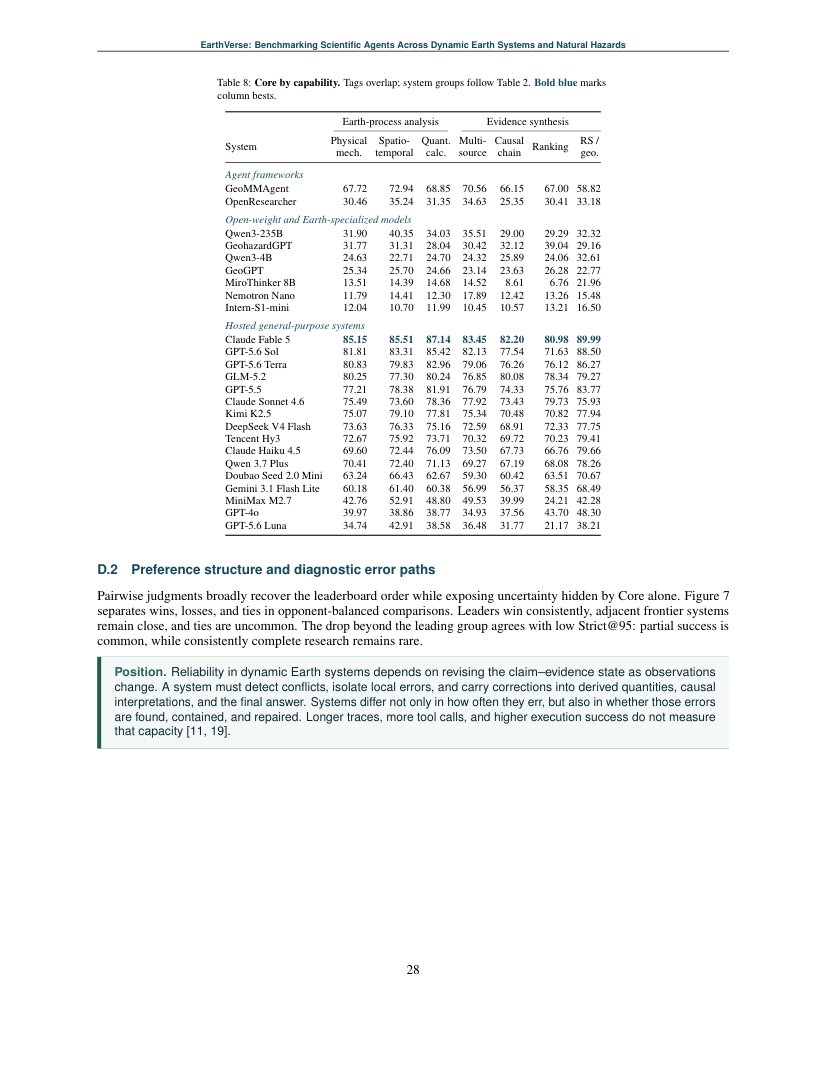 EarthVerse: Benchmarking Scientific Agents Across Dynamic Earth Systems and Natural Hazards
Table 8: Core by capability. Tags overlap; system groups follow Table 2. Bold blue marks
column bests.
Earth-process analysis Evidence synthesis
System Physical mech. Spatio-temporal Quant. calc. Multi-source Causal chain Ranking RS / geo.
Agent frameworks
GeoMMAgent 67.72 72.94 68.85 70.56 66.15 67.00 58.82
OpenResearcher 30.46 35.24 31.35 34.63 25.35 30.41 33.18
Open-weight and Earth-specialized models
Qwen3-235B 31.90 40.35 34.03 35.51 29.00 29.29 32.32
GeohazardGPT 31.77 31.31 28.04 30.42 32.12 39.04 29.16
Qwen3-4B 24.63 22.71 24.70 24.32 25.89 24.06 32.61
GeoGPT 25.34 25.70 24.66 23.14 23.63 26.28 22.77
MiroThinker 8B 13.51 14.39 14.68 14.52 8.61 6.76 21.96
Nemotron Nano 11.79 14.41 12.30 17.89 12.42 13.26 15.48
Intern-S1-mini 12.04 10.70 11.99 10.45 10.57 13.21 16.50
Hosted general-purpose systems
Claude Fable 5 85.15 85.51 87.14 83.45 82.20 80.98 89.99
GPT-5.6 Sol 81.81 83.31 85.42 82.13 77.54 71.63 88.50
GPT-5.6 Terra 80.83 79.83 82.96 79.06 76.26 76.12 86.27
GLM-5.2 80.25 77.30 80.24 76.85 80.08 78.34 79.27
GPT-5.5 77.21 78.38 81.91 76.79 74.33 75.76 83.77
Claude Sonnet 4.6 75.49 73.60 78.36 77.92 73.43 79.73 75.93
Kimi K2.5 75.07 79.10 77.81 75.34 70.48 70.82 77.94
DeepSeek V4 Flash 73.63 76.33 75.16 72.59 68.91 72.33 77.75
Tencent Hy3 72.67 75.92 73.71 70.32 69.72 70.23 79.41
Claude Haiku 4.5 69.60 72.44 76.09 73.50 67.73 66.76 79.66
Qwen 3.7 Plus 70.41 72.40 71.13 69.27 67.19 68.08 78.26
Doubao Seed 2.0 Mini 63.24 66.43 62.67 59.30 60.42 63.51 70.67
Gemini 3.1 Flash Lite 60.18 61.40 60.38 56.99 56.37 58.35 68.49
MiniMax M2.7 42.76 52.91 48.80 49.53 39.99 24.21 42.28
GPT-4o 39.97 38.86 38.77 34.93 37.56 43.70 48.30
GPT-5.6 Luna 34.74 42.91 38.58 36.48 31.77 21.17 38.21
D.2 Preference structure and diagnostic error paths
Pairwise judgments broadly recover the leaderboard order while exposing uncertainty hidden by Core alone. Figure 7
separates wins, losses, and ties in opponent-balanced comparisons. Leaders win consistently, adjacent frontier systems
remain close, and ties are uncommon. The drop beyond the leading group agrees with low Strict@95: partial success is
common, while consistently complete research remains rare.
Position. Reliability in dynamic Earth systems depends on revising the claim–evidence state as observations
change. A system must detect conflicts, isolate local errors, and carry corrections into derived quantities, causal
interpretations, and the final answer. Systems differ not only in how often they err, but also in whether those errors
are found, contained, and repaired. Longer traces, more tool calls, and higher execution success do not measure
that capacity [11, 19].
28